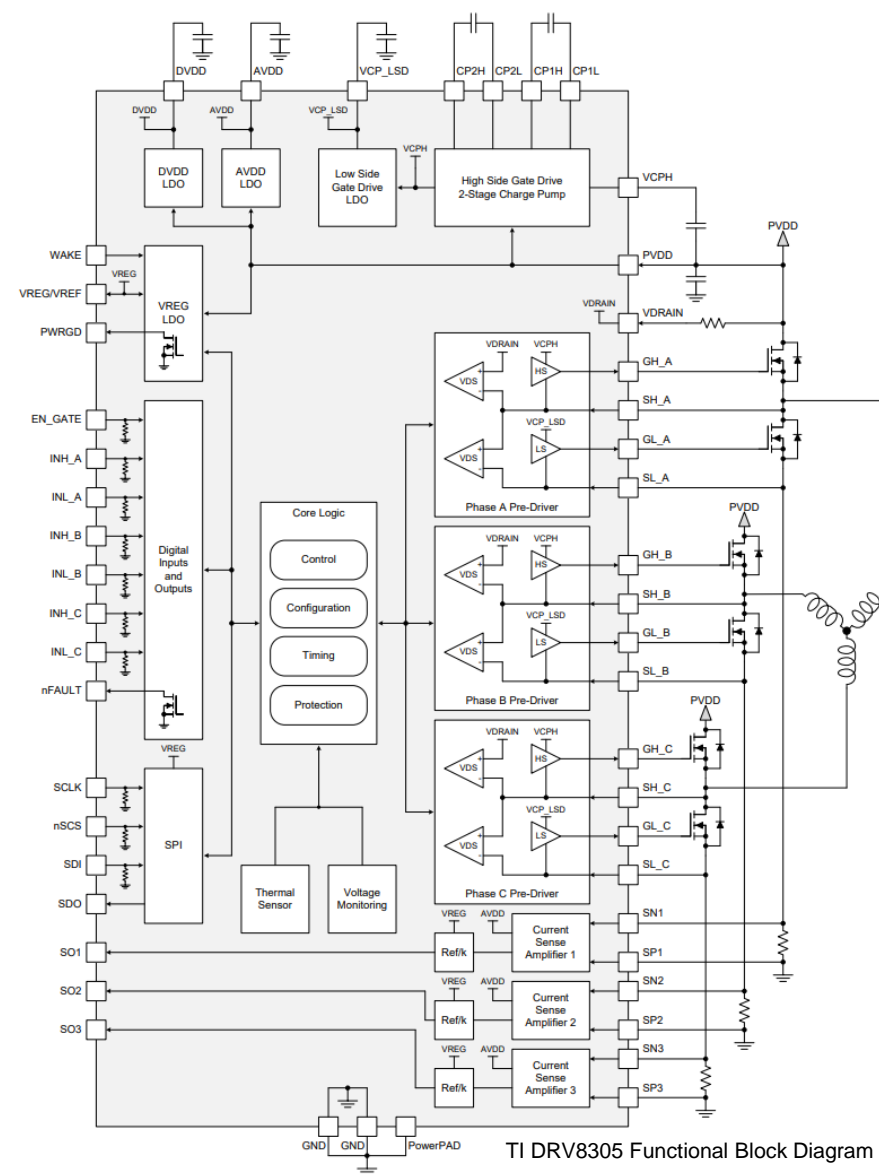 DVDD
AVDD
VCP_LSD
CP2H
CP2L
CP1H
CP1L
DVDD
AVDD
VCP_LSD
VCPH
DVDD
LDO
AVDD
LDO
Low Side
Gate Drive
LDO
High Side Gate Drive
2-Stage Charge Pump
VCPH
PVDD
WAKE
PVDD
VREG
VREG/VREF
VREG
LDO
VDRAIN
VDRAIN
PWRGD
VDRAIN
VCPH
GH_A
+
VDS
-
HS
SH_A
EN_GATE
VCP_LSD
GL_A
+
VDS
-
LS
INH_A
SL_A
INL_A
Phase A Pre-Driver
PVDD
Core Logic
INH_B
VDRAIN
VCPH
Digital
Inputs
and
Outputs
Control
GH_B
+
VDS
-
HS
INL_B
SH_B
Configuration
INH_C
VCP_LSD
GL_B
+
VDS
-
LS
INL_C
Timing
SL_B
nFAULT
Protection
Phase B Pre-Driver
PVDD
VREG
VDRAIN
VCPH
GH_C
+
VDS
-
HS
SCLK
SH_C
VCP_LSD
nSCS
GL_C
+
VDS
-
LS
SPI
SDI
SL_C
Thermal
Sensor
Voltage
Monitoring
Phase C Pre-Driver
SDO
VREG
AVDD
SN1
Current
Sense
Amplifier 1
SO1
Ref/k
SP1
VREG
AVDD
SN2
SO2
Current
Sense
Amplifier 2
Ref/k
SP2
SO3
VREG
AVDD
SN3
Current
Sense
Amplifier 3
Ref/k
SP3
GND
GND
PowerPAD
TI DRV8305 Functional Block Diagram